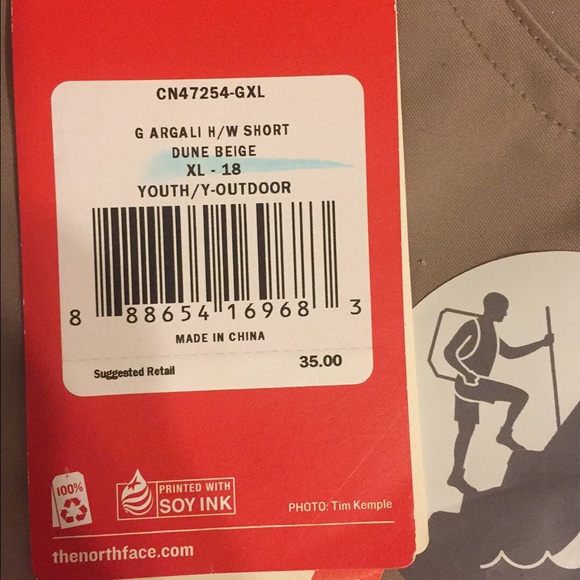 CN47254-GXL
G ARGALI H/W SHORT
DUNE BEIGE
XL - 18
YOUTH/Y-OUTDOOR
8 88654 16968 3
MADE IN CHINA
Suggested Retail 35.00
100%
PRINTED WITH
SOY INK
PHOTO: Tim Kemple
thenorthface.com